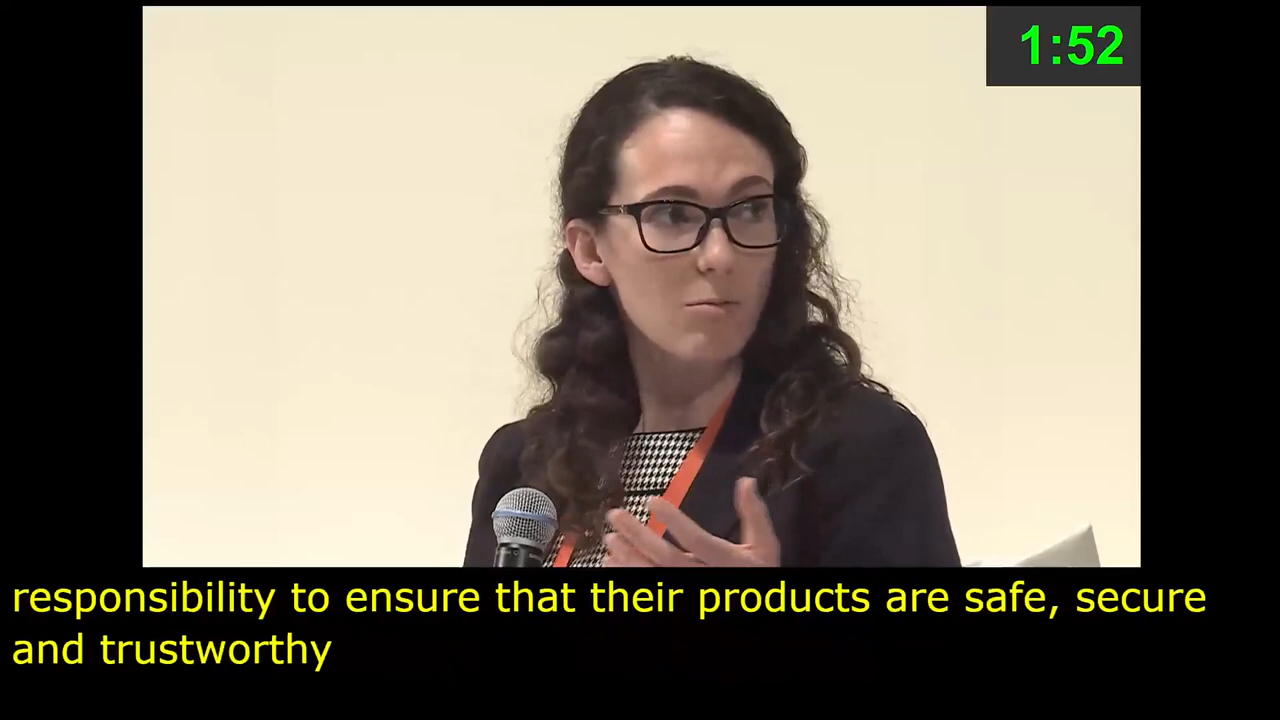 1:52
responsibility to ensure that their products are safe, secure
and trustworthy